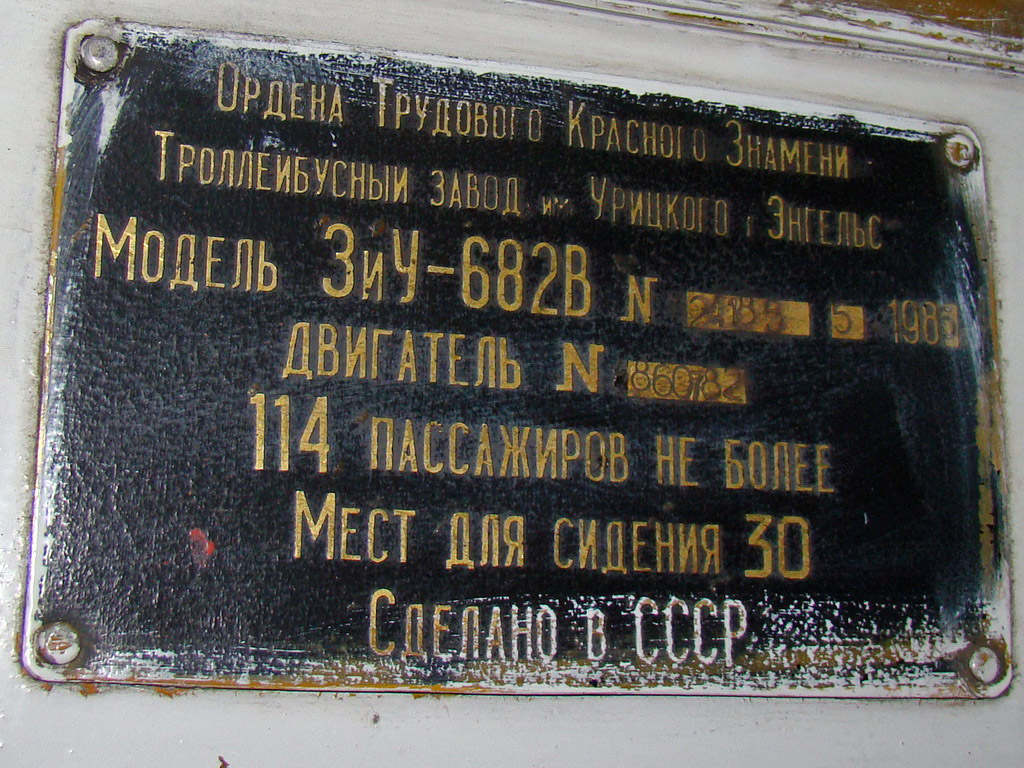 Ордена Трудового Красного Знамени
Троллейбусный завод им Урицкого г Энгельс
Модель ЗиУ-682В N 5 1985
двигатель N 860782
114 пассажиров не более
Мест для сидения 30
Сделано в СССР